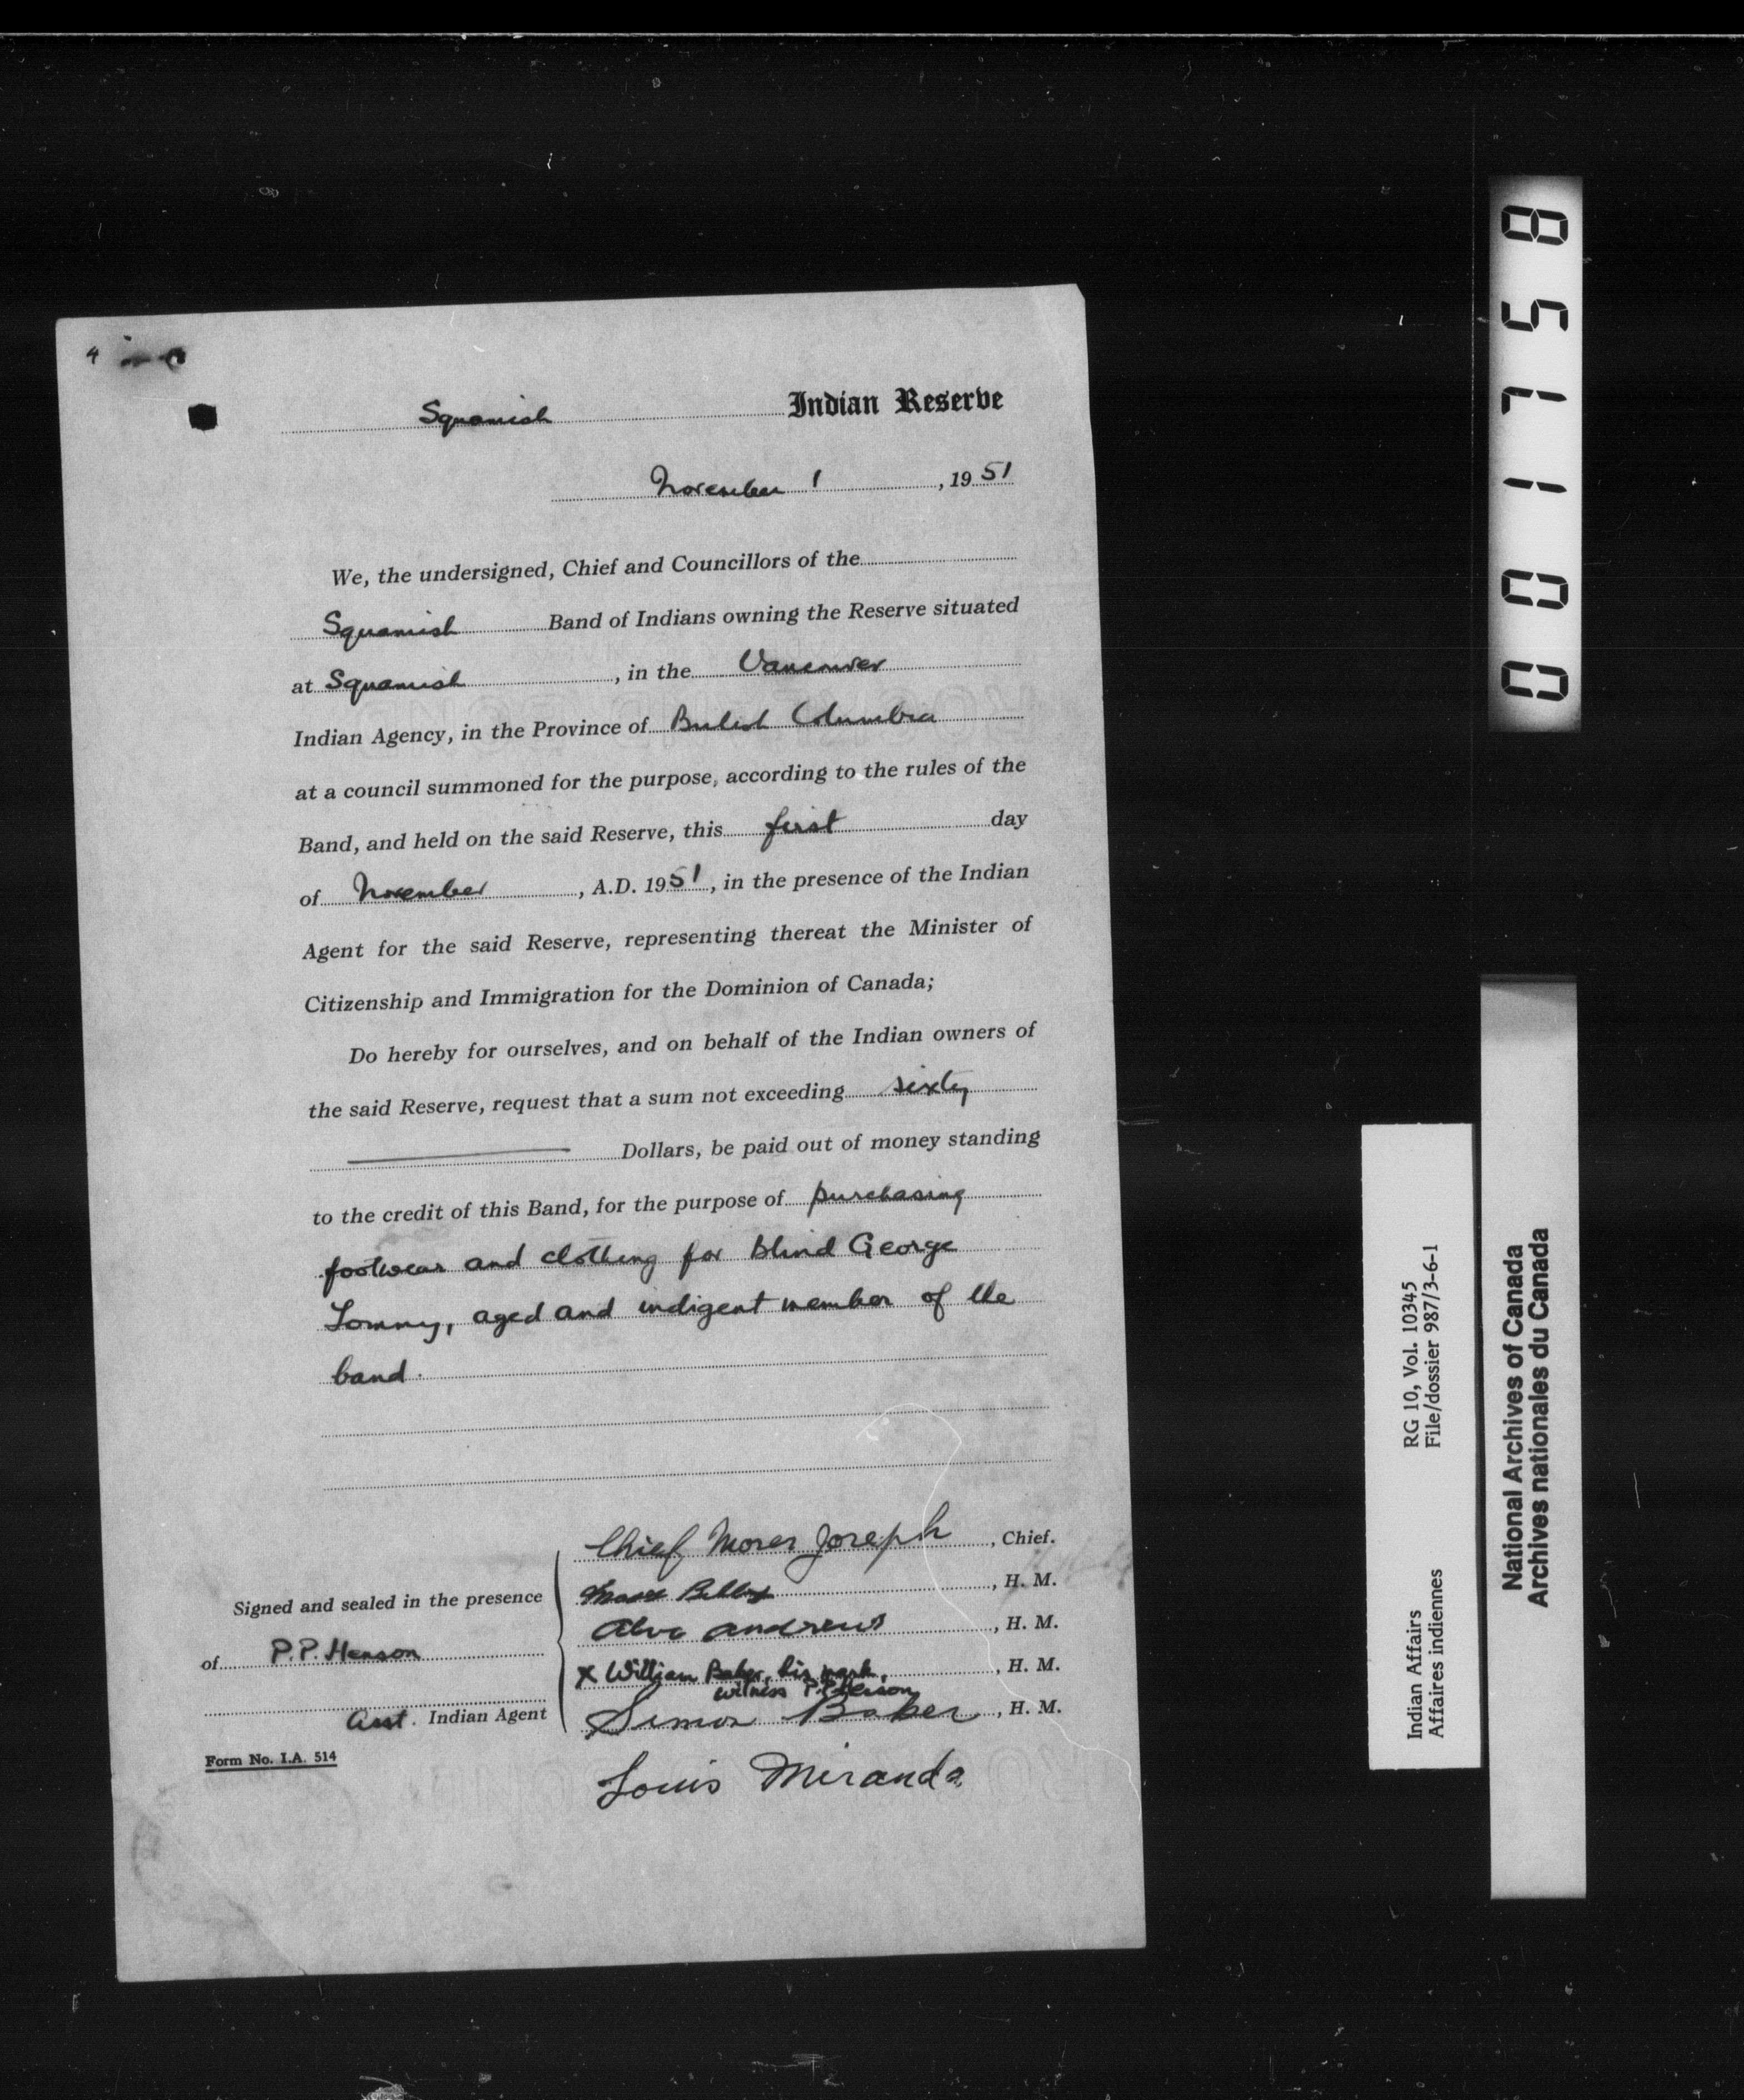 4
Squamish Indian Reserve
November 1, 1951
We, the undersigned, Chief and Councillors of the
Squamish Band of Indians owning the Reserve situated
at Squamish, in the Vancouver
Indian Agency, in the Province of British Columbia
at a council summoned for the purpose, according to the rules of the
Band, and held on the said Reserve, this first day
of November, A.D. 1951, in the presence of the Indian
Agent for the said Reserve, representing thereat the Minister of
Citizenship and Immigration for the Dominion of Canada;
Do hereby for ourselves, and on behalf of the Indian owners of
the said Reserve, request that a sum not exceeding sixty
Dollars, be paid out of money standing
to the credit of this Band, for the purpose of purchasing
footwear and clothing for blind George
Tommy, aged and indigent member of the
band.
Chief Moses Joseph, Chief.
Billy, H. M.
Alvie Andrews, H. M.
X William Baker, his mark, H. M.
witness P.P. Henson
Simon Baker, H. M.
Louis Miranda
Signed and sealed in the presence
of P.P. Henson
Asst. Indian Agent
Form No. I.A. 514
001758
Indian Affairs RG 10, Vol. 10345
Affaires indiennes File/dossier 987/3-6-1
National Archives of Canada
Archives nationales du Canada